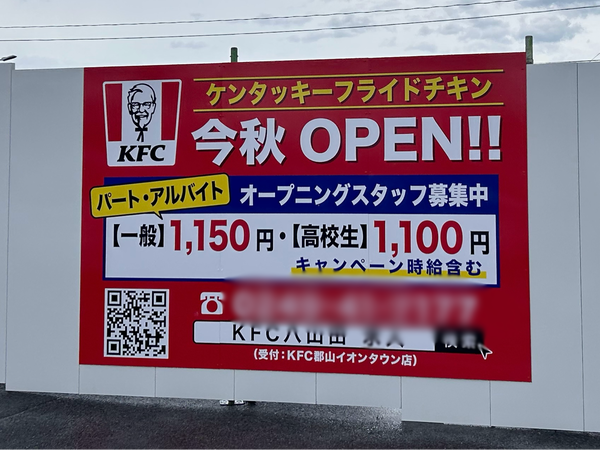 ケンタッキーフライドチキン
KFC
今秋 OPEN!!
パート・アルバイト
オープニングスタッフ募集中
【一般】1,150円・【高校生】1,100円
キャンペーン時給含む
KFC八山田 求人
検索
(受付:KFC郡山イオンタウン店)